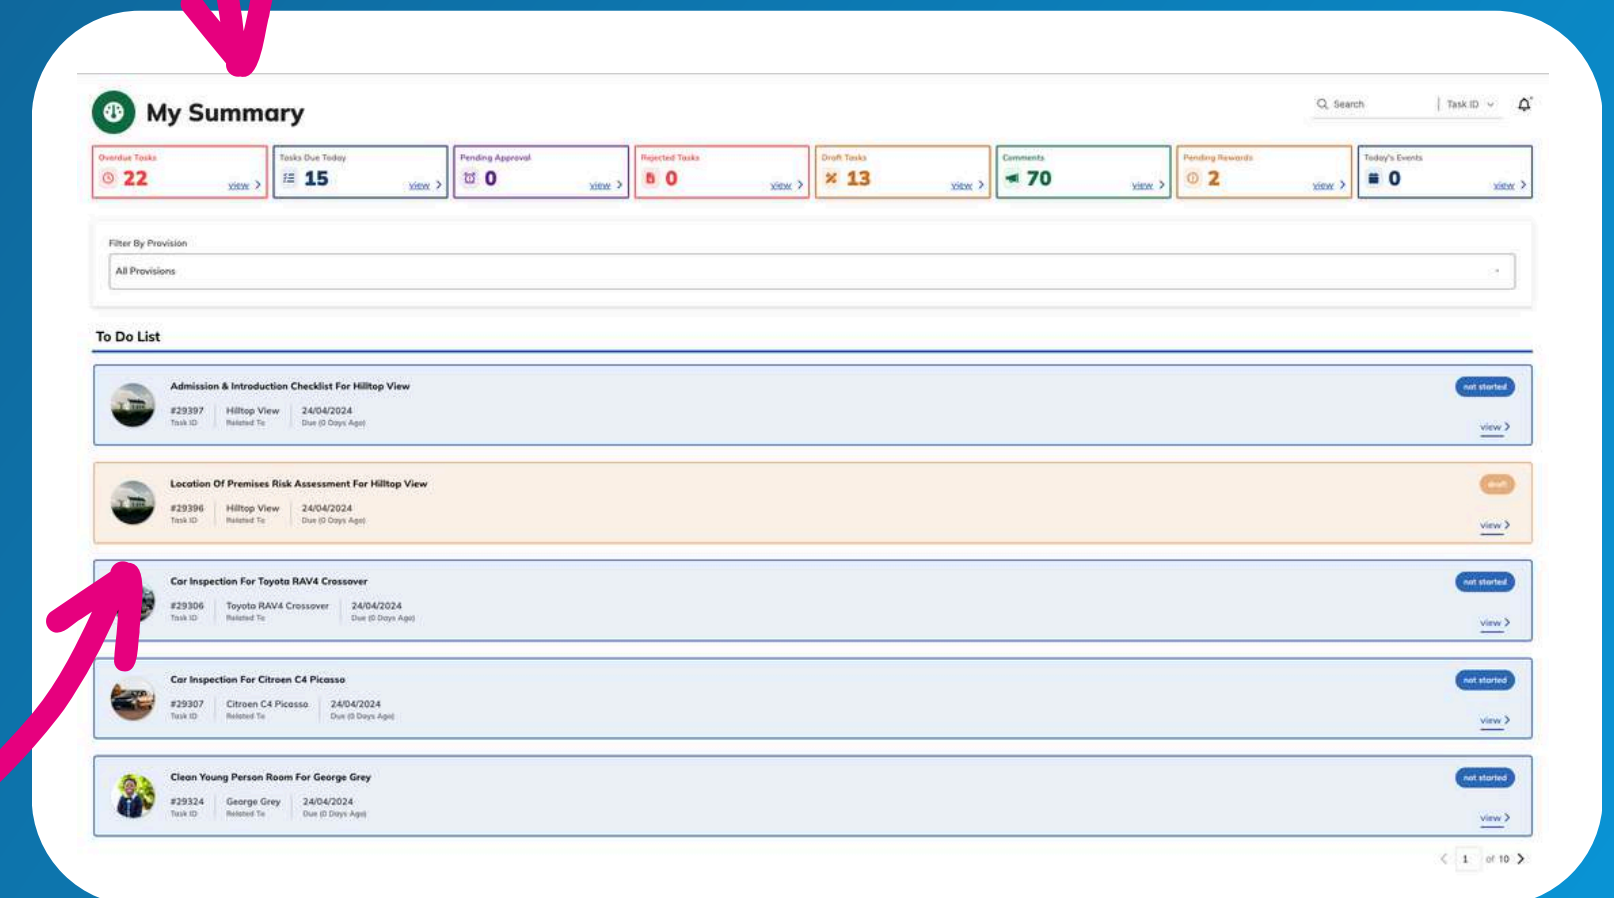 My Summary
Search
Task ID
Overdue Tasks
22
view
Tasks Due Today
15
view
Pending Approval
0
view
Rejected Tasks
0
view
Draft Tasks
13
view
Comments
70
view
Pending Rewards
2
view
Today's Events
0
view
Filter By Provision
All Provisions
To Do List
Admission & Introduction Checklist For Hilltop View
not started
#29397 Hilltop View 24/04/2024
Task ID Related To Due (0 Days Ago)
view
Location Of Premises Risk Assessment For Hilltop View
draft
#29396 Hilltop View 24/04/2024
Task ID Related To Due (0 Days Ago)
view
Car Inspection For Toyota RAV4 Crossover
not started
#29306 Toyota RAV4 Crossover 24/04/2024
Task ID Related To Due (0 Days Ago)
view
Car Inspection For Citroen C4 Picasso
not started
#29307 Citroen C4 Picasso 24/04/2024
Task ID Related To Due (0 Days Ago)
view
Clean Young Person Room For George Grey
not started
#29324 George Grey 24/04/2024
Task ID Related To Due (0 Days Ago)
view
1 of 10